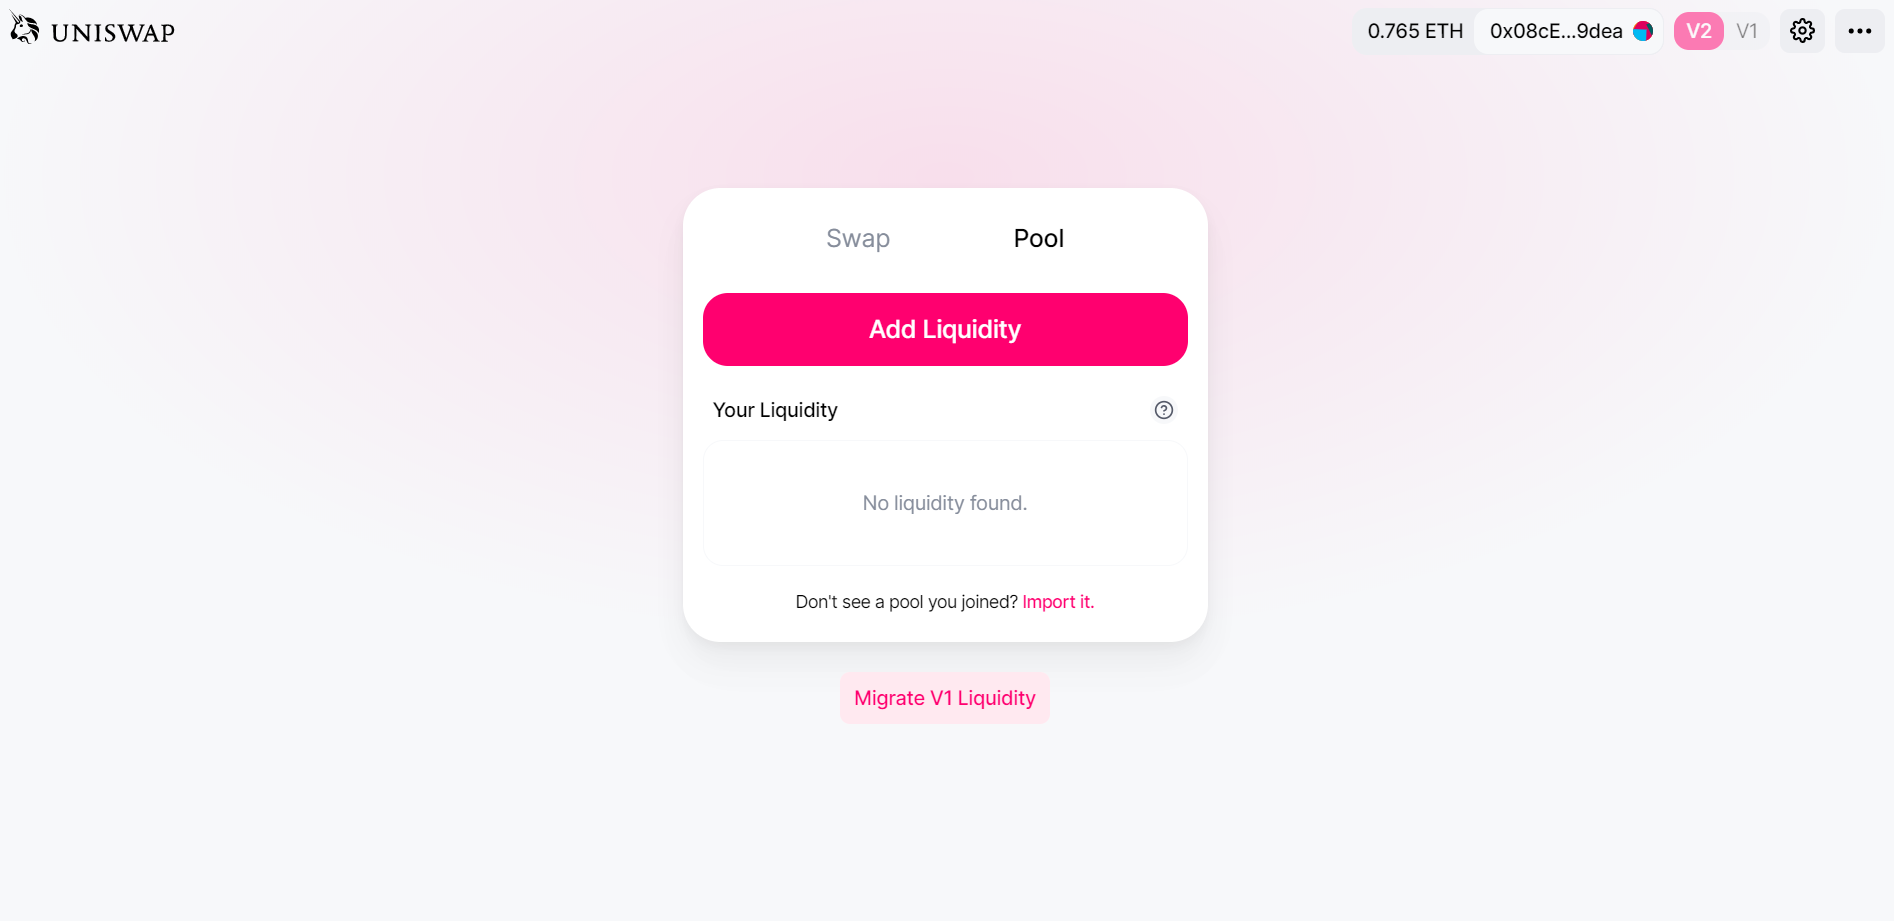 UNISWAP
0.765 ETH
0x08cE...9dea
V2
V1
Swap
Pool
Add Liquidity
Your Liquidity
No liquidity found.
Don't see a pool you joined? Import it.
Migrate V1 Liquidity